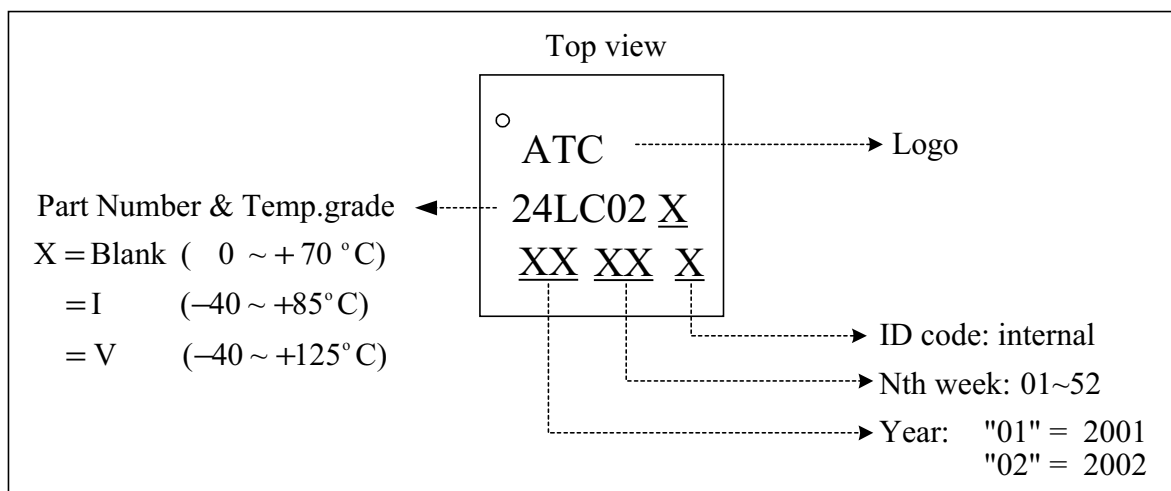 Top view
ATC
Logo
Part Number & Temp.grade
24LC02 X
X = Blank ( 0 ~ + 70 °C)
XX XX X
= I (−40 ~ +85°C)
= V (−40 ~ +125°C)
ID code: internal
Nth week: 01~52
Year: "01" = 2001
"02" = 2002